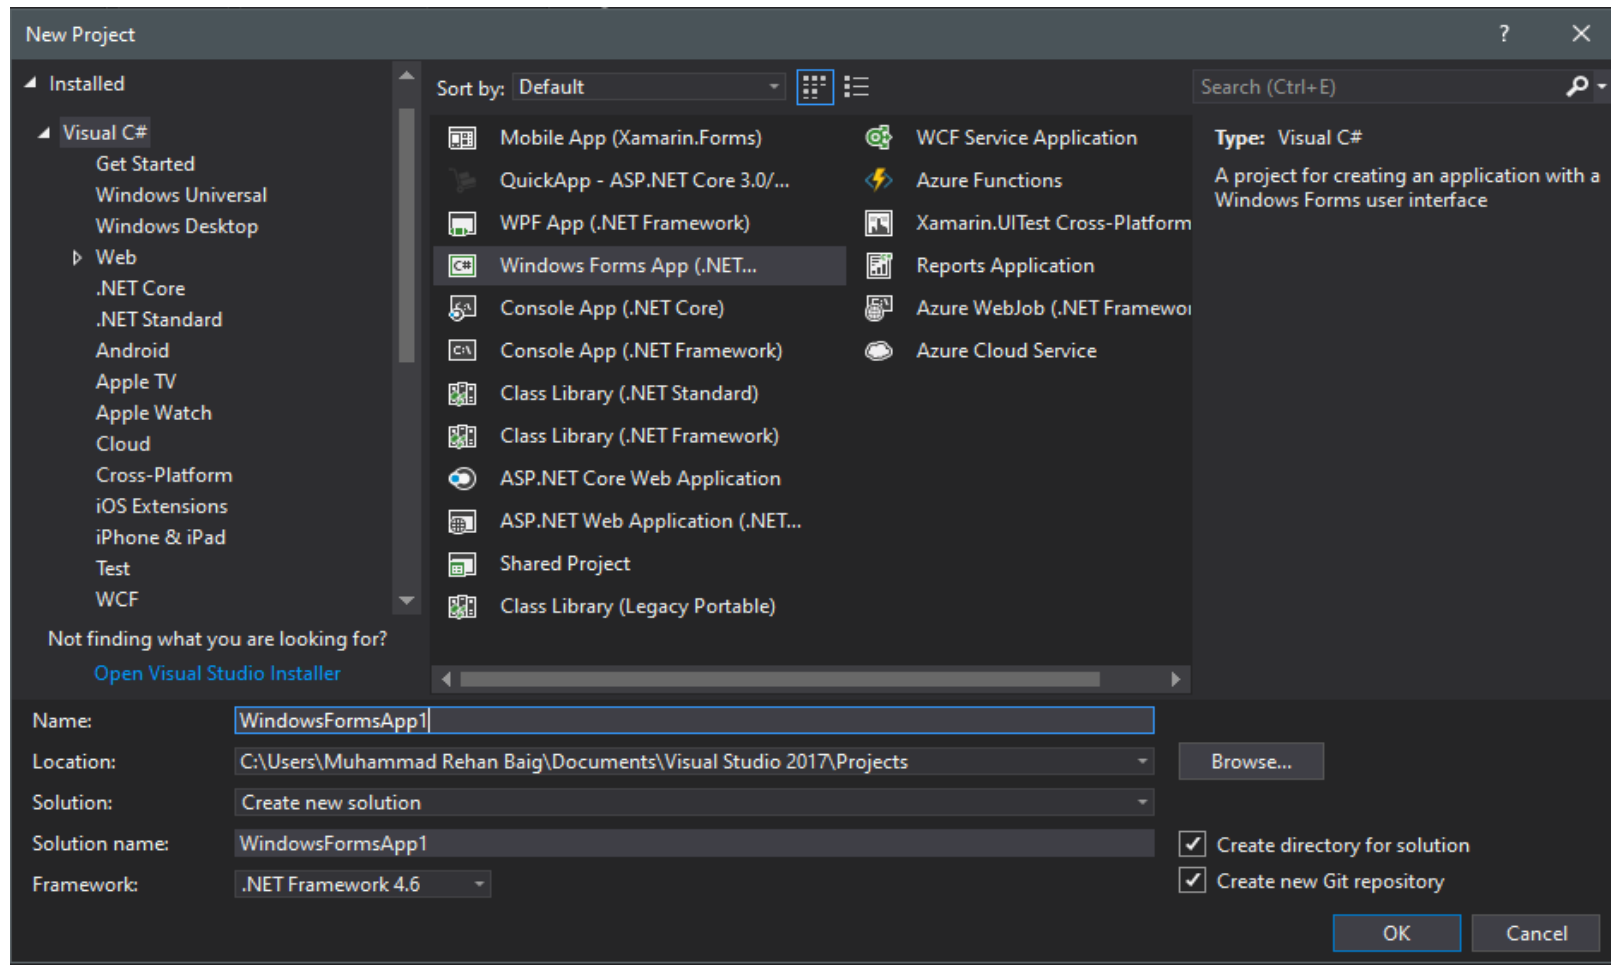 New Project
?
Installed
Visual C#
Get Started
Windows Universal
Windows Desktop
Web
.NET Core
.NET Standard
Android
Apple TV
Apple Watch
Cloud
Cross-Platform
iOS Extensions
iPhone & iPad
Test
WCF
Not finding what you are looking for?
Open Visual Studio Installer
Sort by: Default
Mobile App (Xamarin.Forms)
QuickApp - ASP.NET Core 3.0/...
WPF App (.NET Framework)
Windows Forms App (.NET...
Console App (.NET Core)
Console App (.NET Framework)
Class Library (.NET Standard)
Class Library (.NET Framework)
ASP.NET Core Web Application
ASP.NET Web Application (.NET...
Shared Project
Class Library (Legacy Portable)
WCF Service Application
Azure Functions
Xamarin.UITest Cross-Platform
Reports Application
Azure WebJob (.NET Framewor
Azure Cloud Service
Search (Ctrl+E)
Type: Visual C#
A project for creating an application with a
Windows Forms user interface
Name: WindowsFormsApp1
Location: C:\Users\Muhammad Rehan Baig\Documents\Visual Studio 2017\Projects
Browse...
Solution: Create new solution
Solution name: WindowsFormsApp1
Create directory for solution
Framework: .NET Framework 4.6
Create new Git repository
OK
Cancel